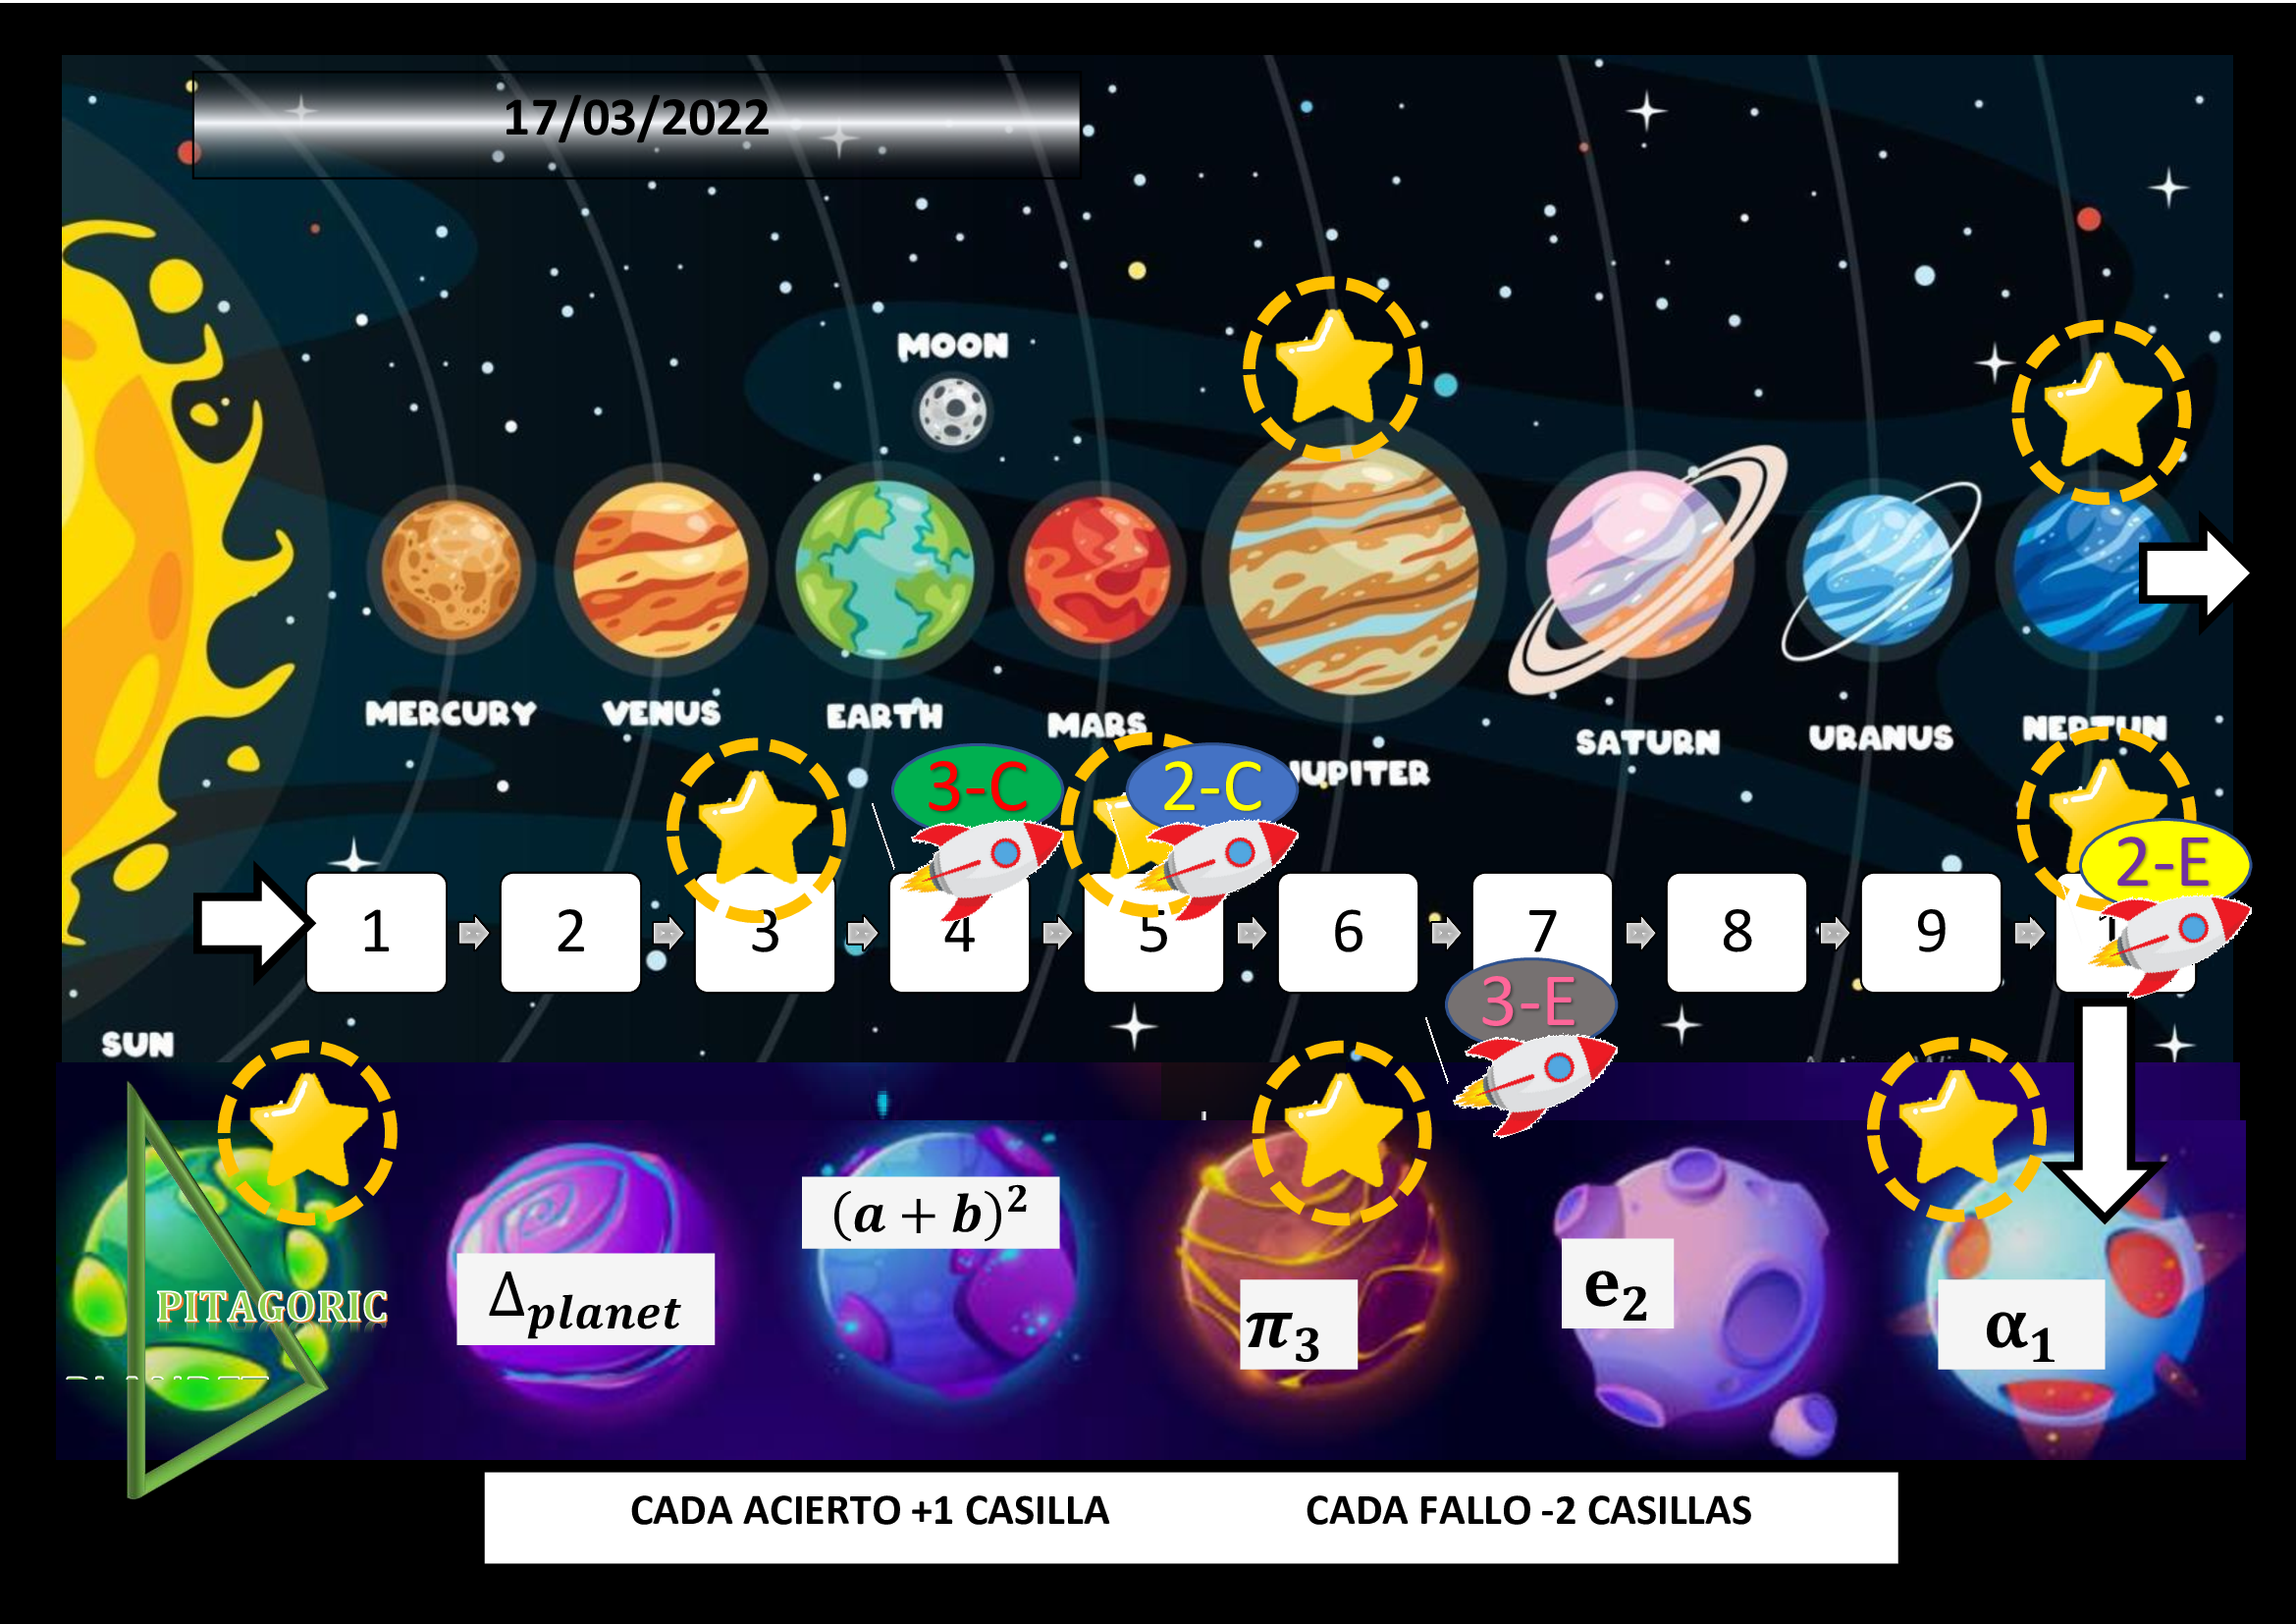 17/03/2022
MOON
MERCURY
VENUS
EARTH
MARS
JUPITER
SATURN
URANUS
NEPTUN
3-C
2-C
2-E
1
2
3
4
5
6
7
8
9
3-E
SUN
PITAGORIC
Δplanet
(a + b)²
π₃
e₂
α₁
CADA ACIERTO +1 CASILLA CADA FALLO -2 CASILLAS